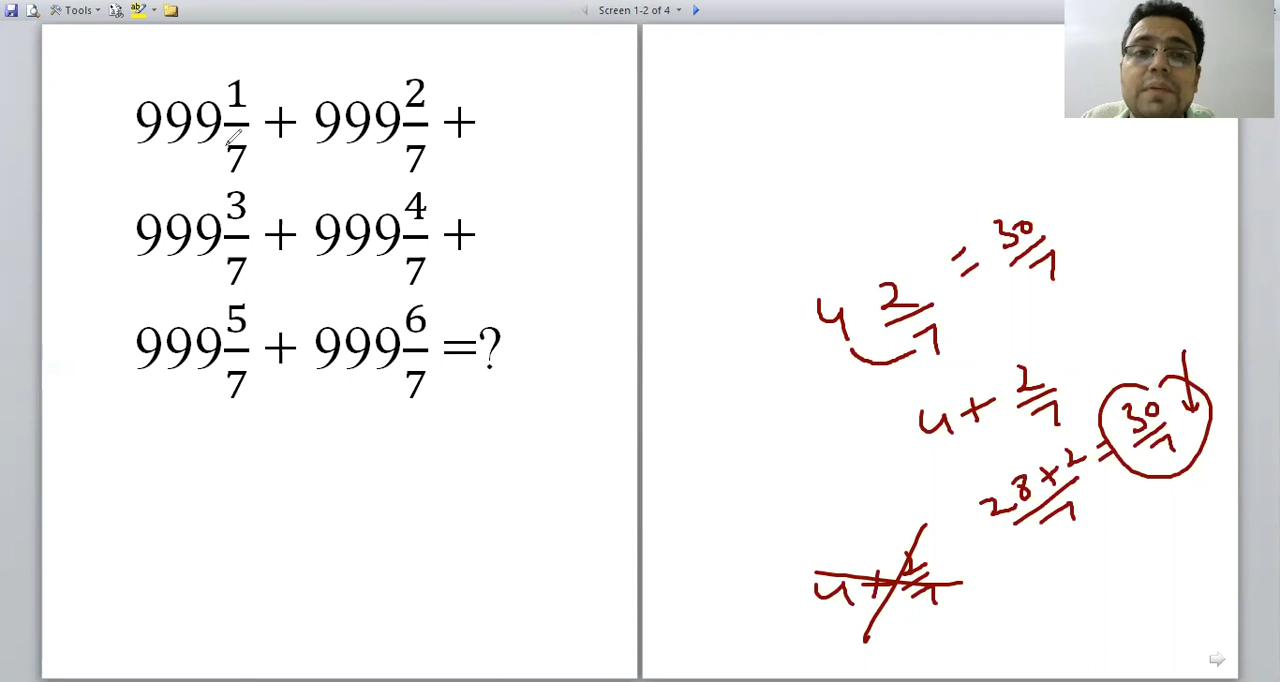 Tools
Screen 1-2 of 4
999 1/7 + 999 2/7 +
999 3/7 + 999 4/7 +
999 5/7 + 999 6/7 =?
4 2/7 = 30/7
4 + 2/7
28+2/7 = 30/7
4 + 2/7